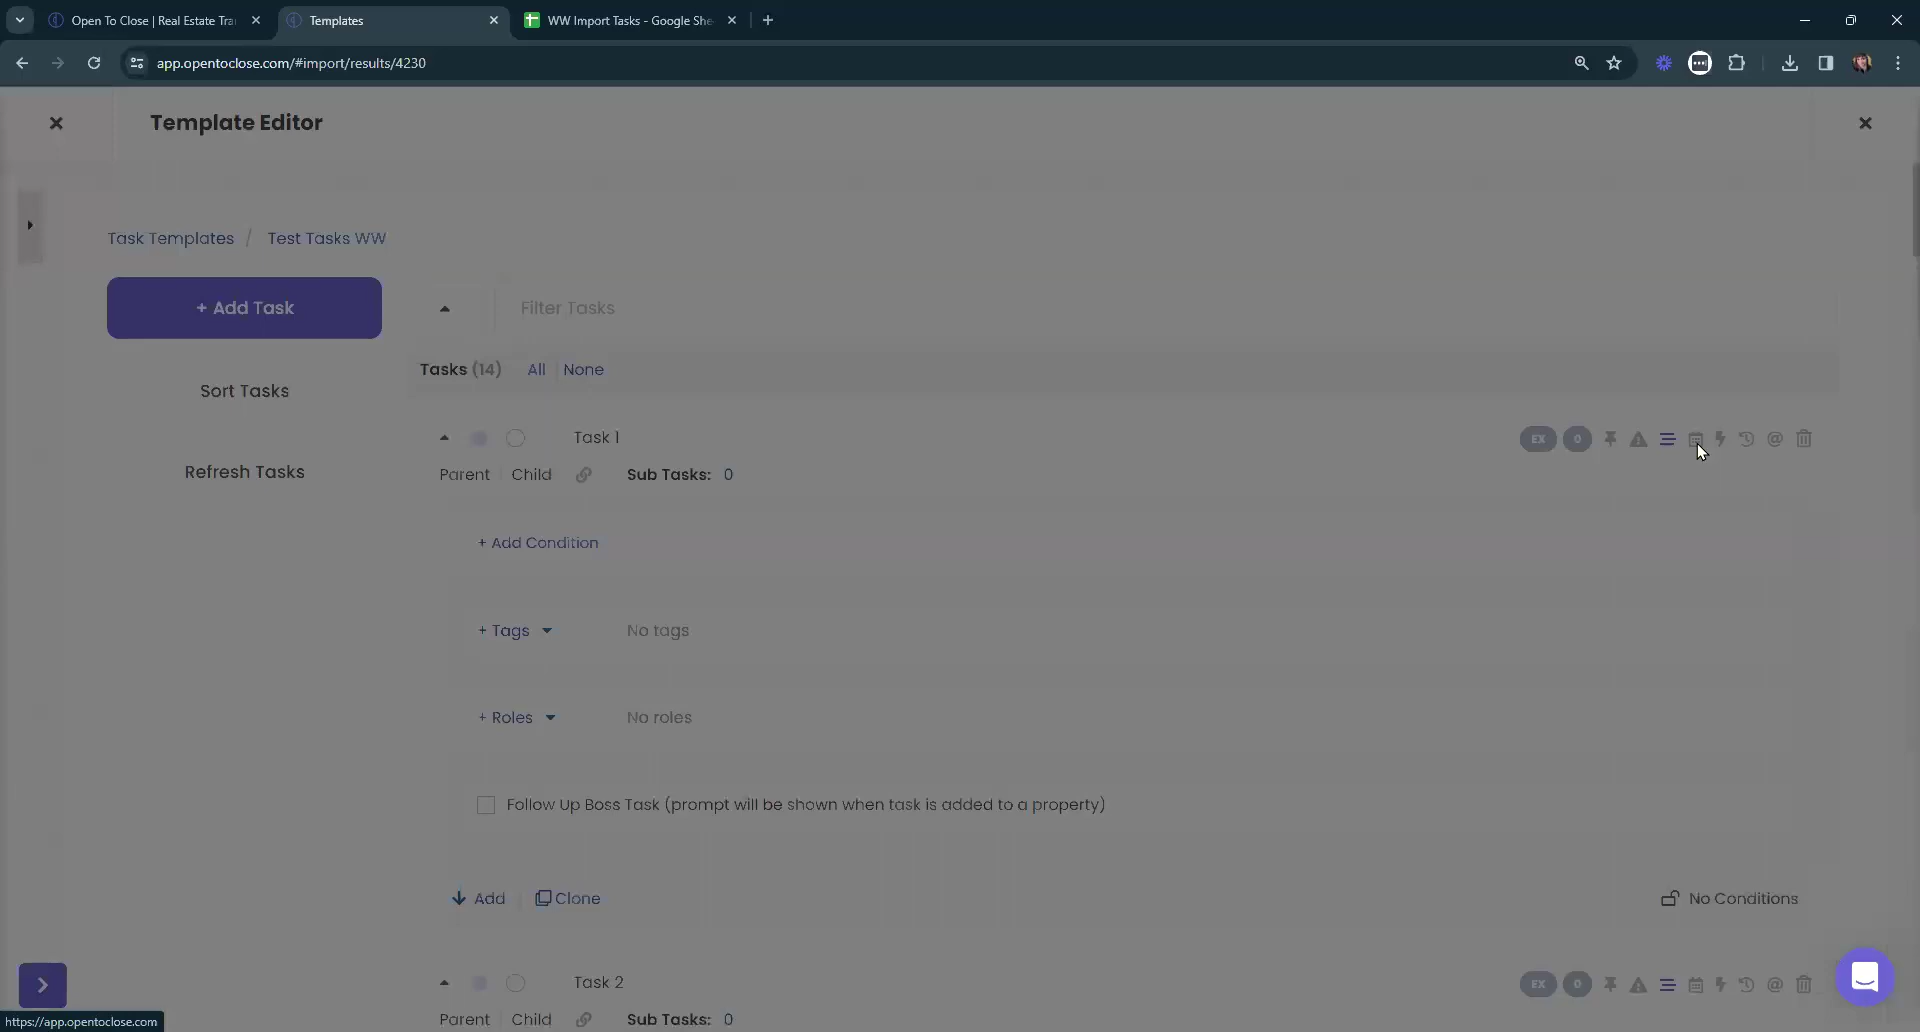 Open To Close | Real Estate Tra
Templates
WW Import Tasks - Google She
app.opentoclose.com/#import/results/4230
Template Editor
Task Templates / Test Tasks WW
+ Add Task
Filter Tasks
Tasks (14) All None
Sort Tasks
Task 1
EX 0
Refresh Tasks
Parent Child Sub Tasks: 0
+ Add Condition
+ Tags No tags
+ Roles No roles
Follow Up Boss Task (prompt will be shown when task is added to a property)
Add Clone No Conditions
Task 2
EX 0
Parent Child Sub Tasks: 0
https://app.opentoclose.com